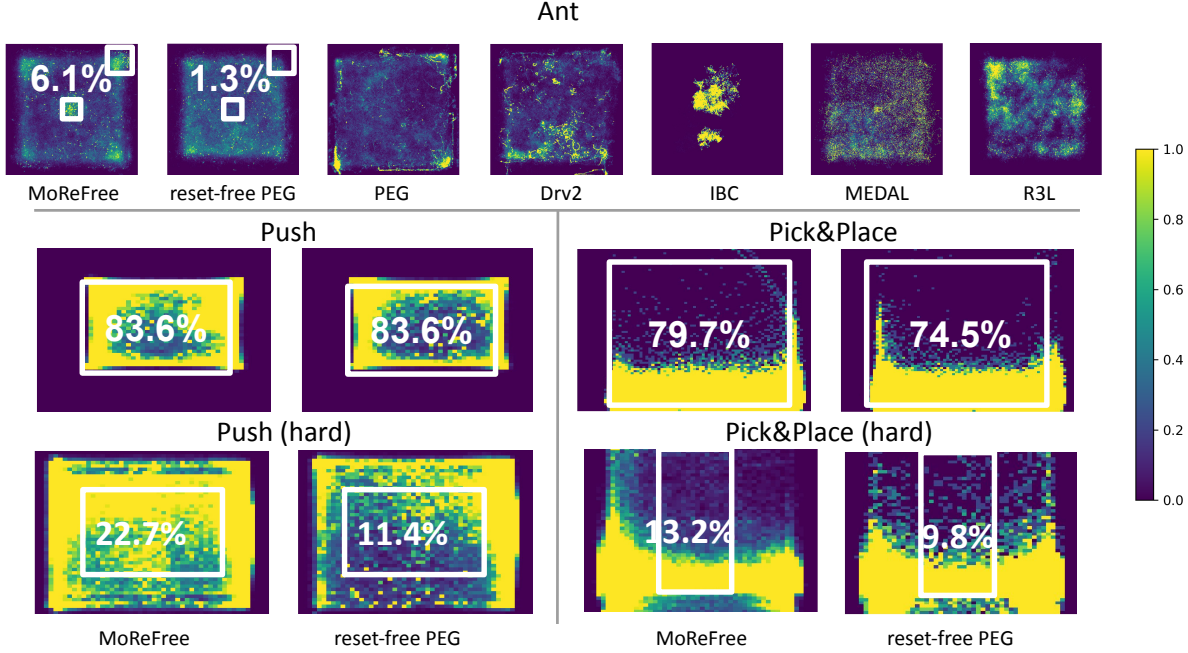 Ant
6.1%
1.3%
MoReFree
reset-free PEG
PEG
Drv2
IBC
MEDAL
R3L
Push
Pick&Place
83.6%
83.6%
79.7%
74.5%
Push (hard)
Pick&Place (hard)
22.7%
11.4%
13.2%
9.8%
MoReFree
reset-free PEG
MoReFree
reset-free PEG
1.0
0.8
0.6
0.4
0.2
0.0